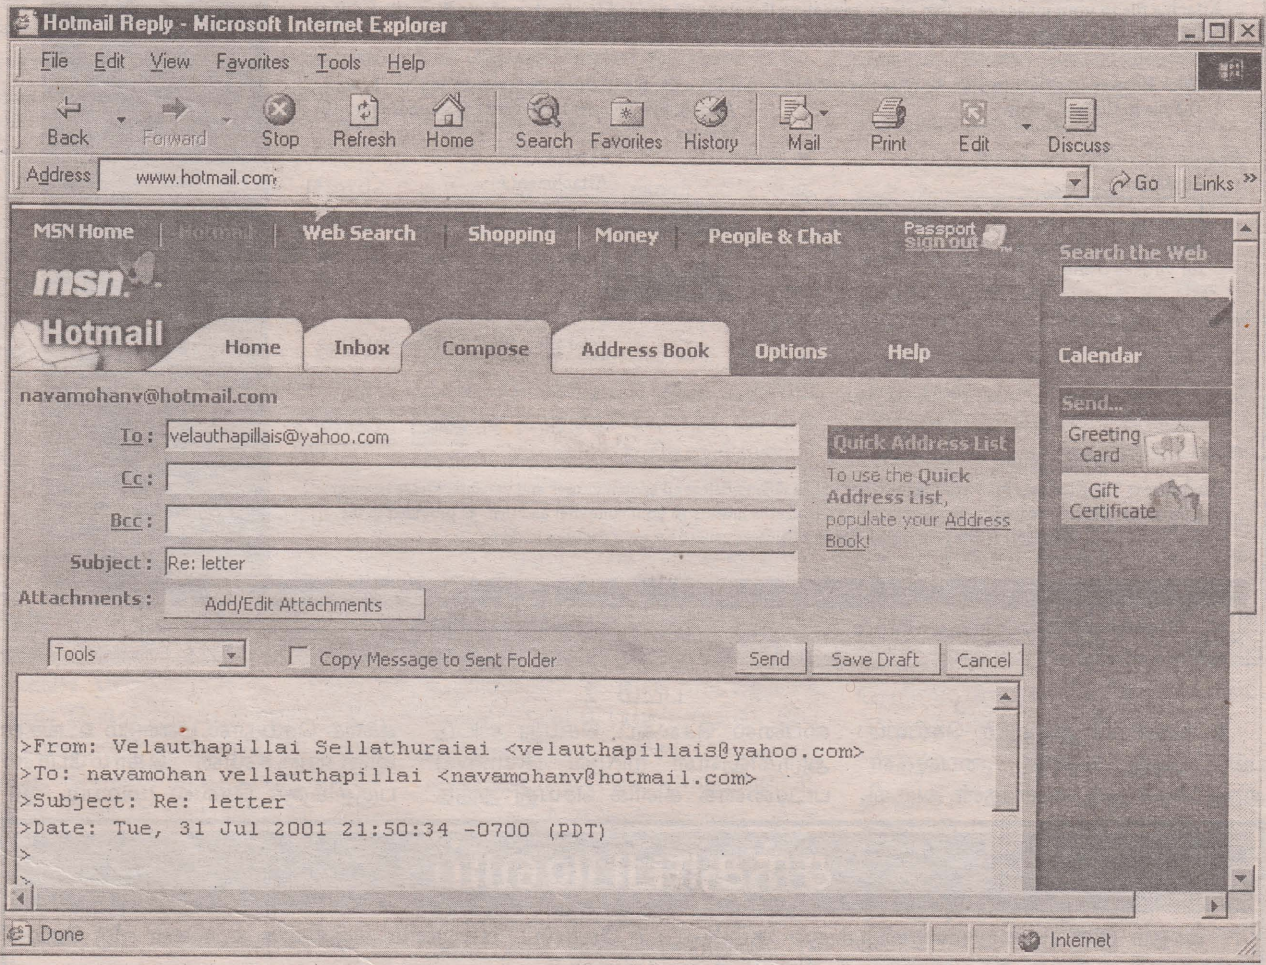 Hotmail Reply - Microsoft Internet Explorer
File Edit View Favorites Tools Help
Back Forward Stop Refresh Home Search Favorites History Mail Print Edit Discuss
Address www.hotmail.com Go Links »
MSN Home | Hotmail | Web Search | Shopping | Money | People & Chat Passport sign out ™ Search the Web
msn
Hotmail Home Inbox Compose Address Book Options Help Calendar
navamohanv@hotmail.com
To : velauthapillais@yahoo.com
Cc :
Bcc :
Subject : Re: letter
Attachments : Add/Edit Attachments
Quick Address List
To use the Quick
Address List,
populate your Address
Book!
Send...
Greeting
Card
Gift
Certificate
Tools Copy Message to Sent Folder Send Save Draft Cancel
>From: Velauthapillai Sellathuraiai <velauthapillais@yahoo.com>
>To: navamohan vellauthapillai <navamohanv@hotmail.com>
>Subject: Re: letter
>Date: Tue, 31 Jul 2001 21:50:34 -0700 (PDT)
>
>
Done Internet